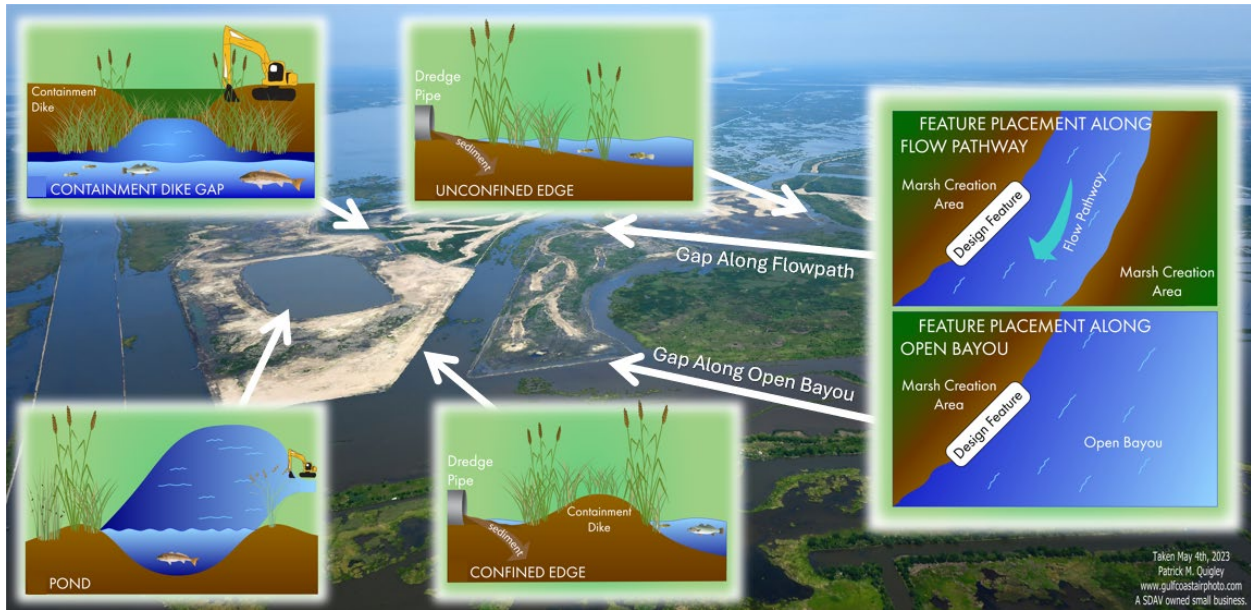 Containment
Dike
CONTAINMENT DIKE GAP
Dredge
Pipe
sediment
UNCONFINED EDGE
FEATURE PLACEMENT ALONG
FLOW PATHWAY
Marsh Creation
Area
Design Feature
Flow Pathway
Marsh Creation
Area
Gap Along Flowpath
FEATURE PLACEMENT ALONG
OPEN BAYOU
Marsh Creation
Area
Design Feature
Open Bayou
Gap Along Open Bayou
POND
Dredge
Pipe
sediment
Containment
Dike
CONFINED EDGE
Taken May 4th, 2023
Patrick M. Quigley
www.gulfcoastairphoto.com
A SDAV owned small business.